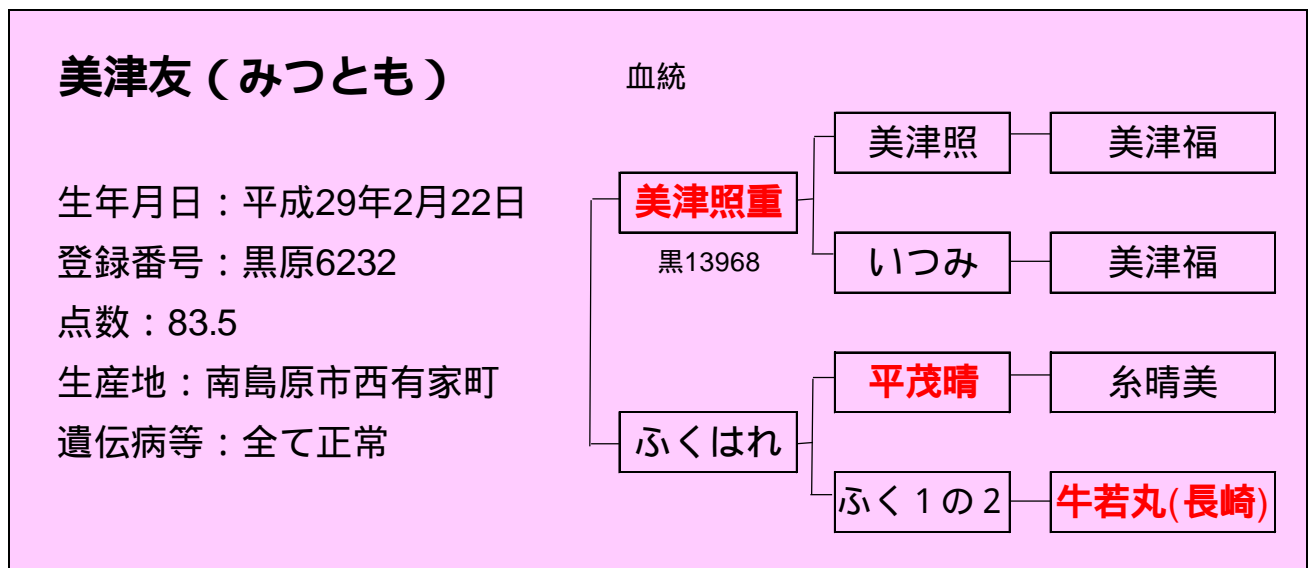 美津友（みつとも）
血統
生年月日：平成29年2月22日
登録番号：黒原6232
点数：83.5
生産地：南島原市西有家町
遺伝病等：全て正常
美津照重
黒13968
美津照
美津福
いつみ
美津福
ふくはれ
平茂晴
糸晴美
ふく１の２
牛若丸(長崎)